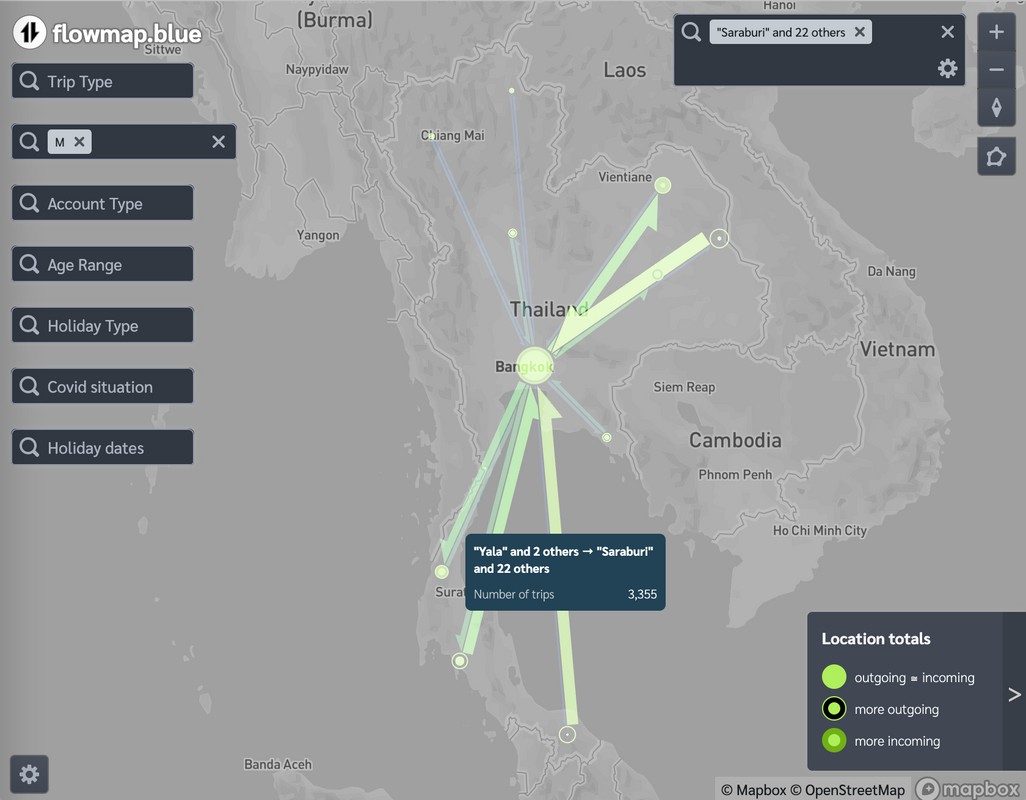 Hanoi
(Burma)
flowmap.blue
Sittwe
"Saraburi" and 22 others
Naypyidaw
Laos
Trip Type
Chiang Mai
M
Vientiane
Account Type
Yangon
Age Range
Da Nang
Thailand
Holiday Type
Vietnam
Bangkok
Siem Reap
Covid situation
Cambodia
Holiday dates
Phnom Penh
Ho Chi Minh City
"Yala" and 2 others → "Saraburi"
and 22 others
Number of trips 3,355
Location totals
outgoing ≈ incoming
more outgoing
more incoming
Banda Aceh
© Mapbox © OpenStreetMap
mapbox